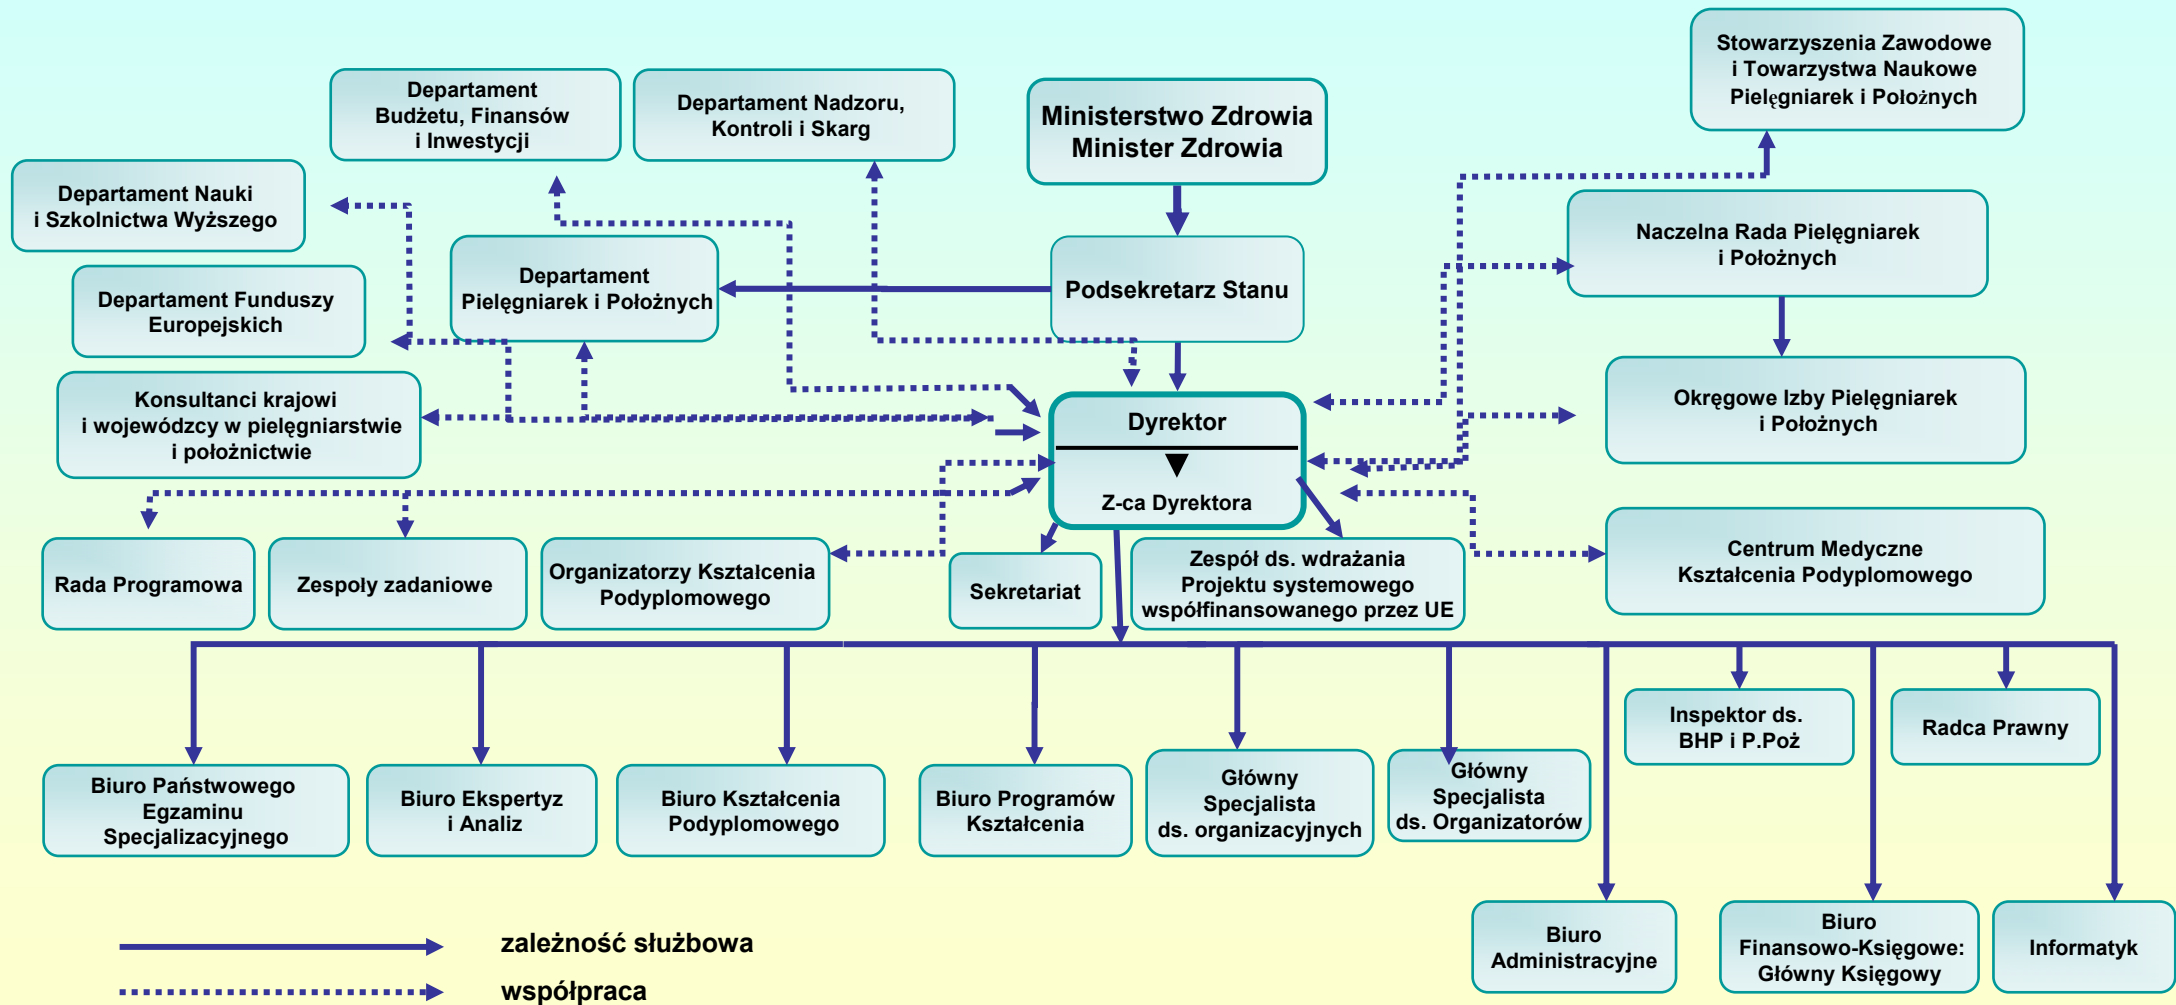 Stowarzyszenia Zawodowe
i Towarzystwa Naukowe
Pielęgniarek i Położnych
Departament
Budżetu, Finansów
i Inwestycji
Departament Nadzoru,
Kontroli i Skarg
Ministerstwo Zdrowia
Minister Zdrowia
Departament Nauki
i Szkolnictwa Wyższego
Naczelna Rada Pielęgniarek
i Położnych
Departament
Pielęgniarek i Położnych
Podsekretarz Stanu
Departament Funduszy
Europejskich
Konsultanci krajowi
i wojewódzcy w pielęgniarstwie
i położnictwie
Okręgowe Izby Pielęgniarek
i Położnych
Dyrektor
Z-ca Dyrektora
Rada Programowa
Zespoły zadaniowe
Organizatorzy Kształcenia
Podyplomowego
Sekretariat
Zespół ds. wdrażania
Projektu systemowego
współfinansowanego przez UE
Centrum Medyczne
Kształcenia Podyplomowego
Inspektor ds.
BHP i P.Poż
Radca Prawny
Biuro Państwowego
Egzaminu
Specjalizacyjnego
Biuro Ekspertyz
i Analiz
Biuro Kształcenia
Podyplomowego
Biuro Programów
Kształcenia
Główny
Specjalista
ds. organizacyjnych
Główny
Specjalista
ds. Organizatorów
Biuro
Administracyjne
Biuro
Finansowo-Księgowe:
Główny Księgowy
Informatyk
zależność służbowa
współpraca